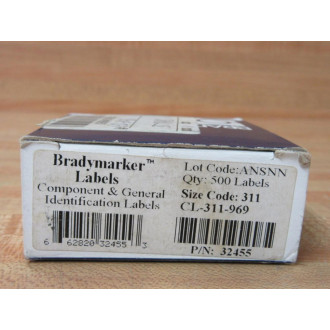 Bradymarker™
Labels
Component & General
Identification Labels
6 62820 32455 3
Lot Code:ANSNN
Qty: 500 Labels
Size Code: 311
CL-311-969
P/N: 32455